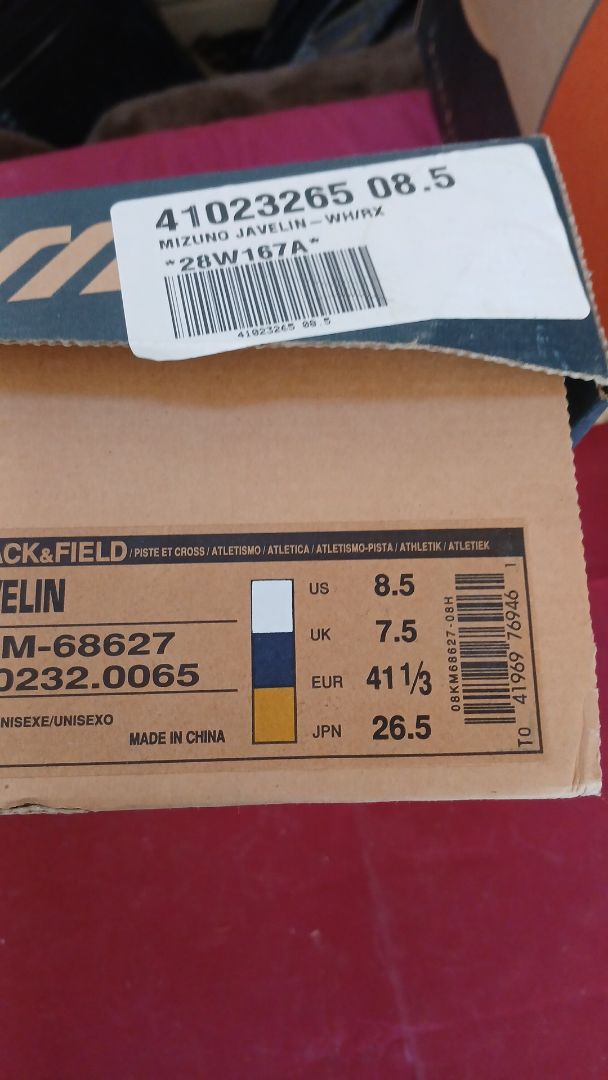 41023265 08.5
MIZUNO JAVELIN-WH/RX
*28W167A*
41023265 08.5
ACK&FIELD / PISTE ET CROSS / ATLETISMO / ATLETICA / ATLETISMO-PISTA / ATHLETIK / ATLETIEK
VELIN
M-68627
0232.0065
NISEXE/UNISEXO
MADE IN CHINA
US 8.5
UK 7.5
EUR 41 1/3
JPN 26.5
08KM68627-08H
TO 41969 76946 1